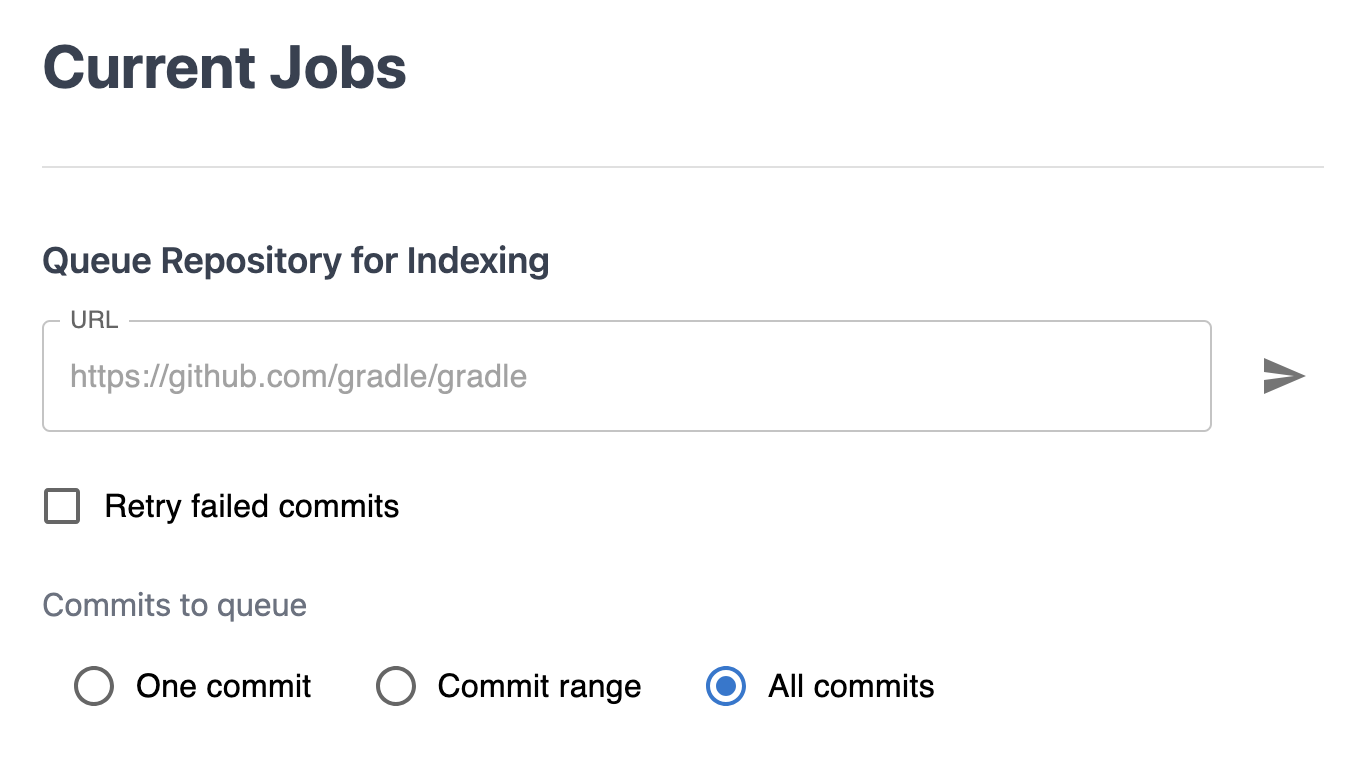 Current Jobs
Queue Repository for Indexing
URL
https://github.com/gradle/gradle
Retry failed commits
Commits to queue
One commit Commit range All commits